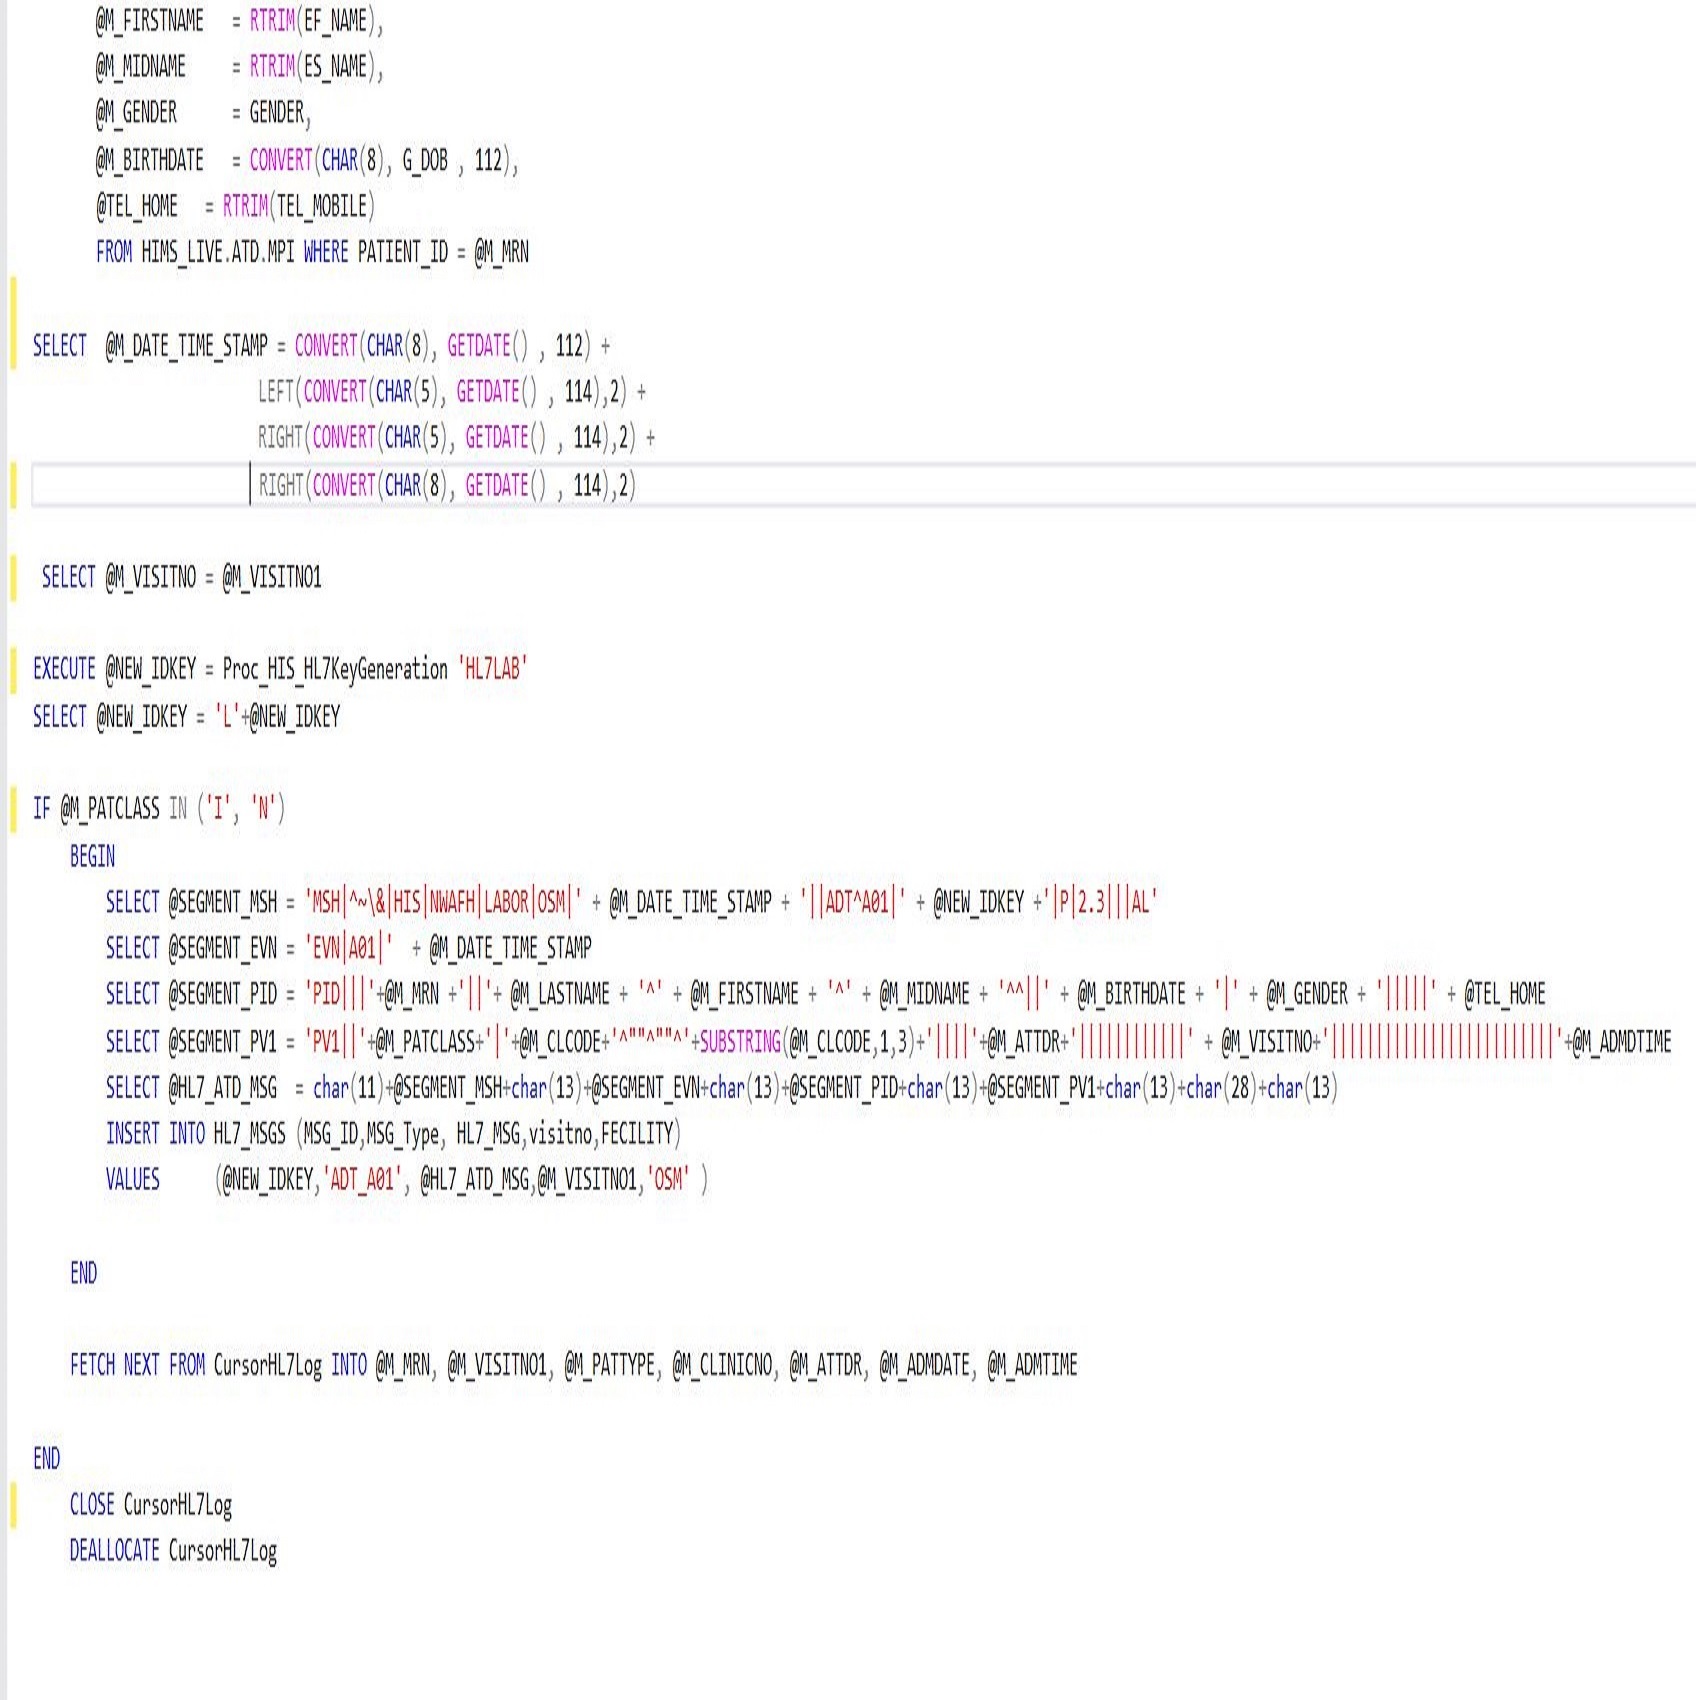 @M_FIRSTNAME = RTRIM(EF_NAME),
@M_MIDNAME = RTRIM(ES_NAME),
@M_GENDER = GENDER,
@M_BIRTHDATE = CONVERT(CHAR(8), G_DOB , 112),
@TEL_HOME = RTRIM(TEL_MOBILE)
FROM HIMS_LIVE.ATD.MPI WHERE PATIENT_ID = @M_MRN
SELECT @M_DATE_TIME_STAMP = CONVERT(CHAR(8), GETDATE() , 112) +
LEFT(CONVERT(CHAR(5), GETDATE() , 114),2) +
RIGHT(CONVERT(CHAR(5), GETDATE() , 114),2) +
RIGHT(CONVERT(CHAR(8), GETDATE() , 114),2)
SELECT @M_VISITNO = @M_VISITNO1
EXECUTE @NEW_IDKEY = Proc_HIS_HL7KeyGeneration 'HL7LAB'
SELECT @NEW_IDKEY = 'L'+@NEW_IDKEY
IF @M_PATCLASS IN ('I', 'N')
BEGIN
SELECT @SEGMENT_MSH = 'MSH|^~\&|HIS|NWAFH|LABOR|OSM|' + @M_DATE_TIME_STAMP + '||ADT^A01|' + @NEW_IDKEY +'|P|2.3|||AL'
SELECT @SEGMENT_EVN = 'EVN|A01|' + @M_DATE_TIME_STAMP
SELECT @SEGMENT_PID = 'PID|||'+@M_MRN +'||'+ @M_LASTNAME + '^' + @M_FIRSTNAME + '^' + @M_MIDNAME + '^^||' + @M_BIRTHDATE + '|' + @M_GENDER + '|||||' + @TEL_HOME
SELECT @SEGMENT_PV1 = 'PV1||'+@M_PATCLASS+'|'+@M_CLCODE+'^""^""^'+SUBSTRING(@M_CLCODE,1,3)+'||||'+@M_ATTDR+'||||||||||||' + @M_VISITNO+'|||||||||||||||||||||||||'+@M_ADMDTIME
SELECT @HL7_ATD_MSG = char(11)+@SEGMENT_MSH+char(13)+@SEGMENT_EVN+char(13)+@SEGMENT_PID+char(13)+@SEGMENT_PV1+char(13)+char(28)+char(13)
INSERT INTO HL7_MSGS (MSG_ID,MSG_Type, HL7_MSG,visitno,FECILITY)
VALUES (@NEW_IDKEY,'ADT_A01', @HL7_ATD_MSG,@M_VISITNO1,'OSM' )
END
FETCH NEXT FROM CursorHL7Log INTO @M_MRN, @M_VISITNO1, @M_PATTYPE, @M_CLINICNO, @M_ATTDR, @M_ADMDATE, @M_ADMTIME
END
CLOSE CursorHL7Log
DEALLOCATE CursorHL7Log